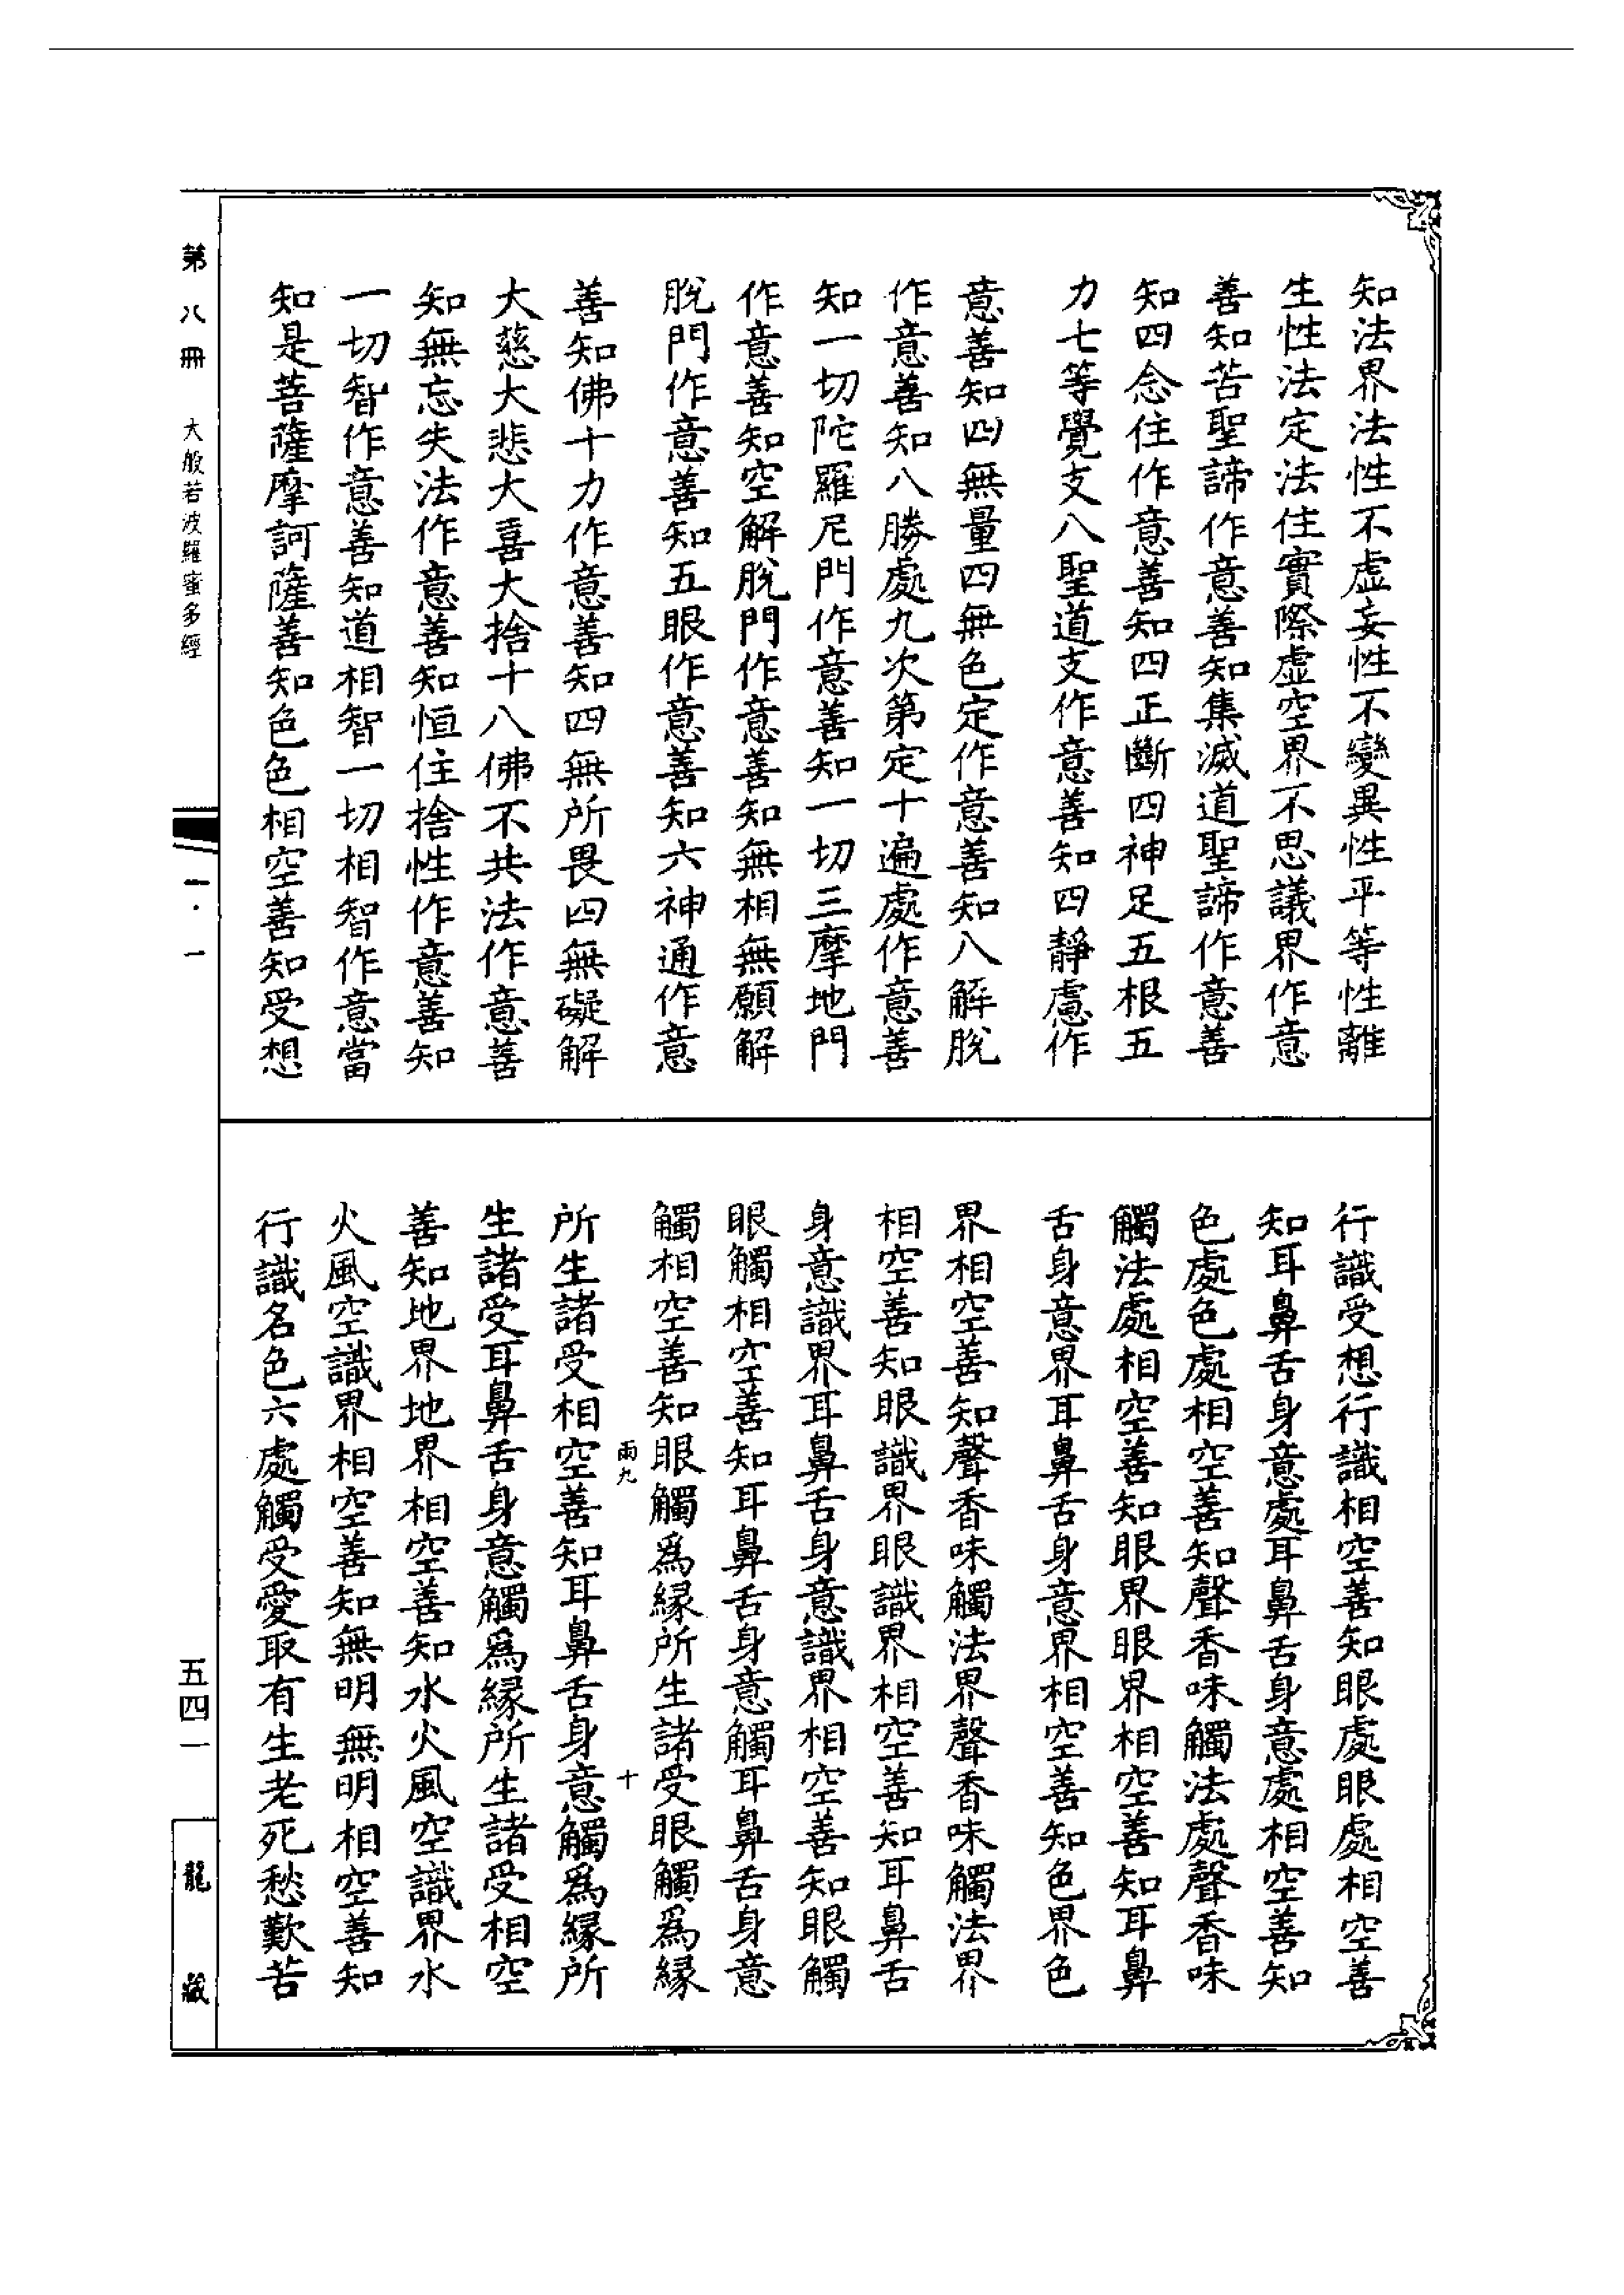 知法界法性不虛妄性不變異性平等性離
生性法定法住實際虛空界不思議界作意
善知苦聖諦作意善知集滅道聖諦作意善
知四念住作意善知四正斷四神足五根五
力七等覺支八聖道支作意善知四靜慮作
意善知四無量四無色定作意善知八解脫
作意善知八勝處九次第定十遍處作意善
知一切陀羅尼門作意善知一切三摩地門
作意善知空解脫門作意善知無相無願解
脫門作意善知五眼作意善知六神通作意
善知佛十力作意善知四無所畏四無礙解
大慈大悲大喜大捨十八佛不共法作意善
知無忘失法作意善知恒住捨性作意善知
一切智作意善知道相智一切相智作意當
知是菩薩摩訶薩善知色色相空善知受想
行識受想行識相空善知眼處眼處相空善
知耳鼻舌身意處耳鼻舌身意處相空善知
色處色處相空善知聲香味觸法處聲香味
觸法處相空善知眼界眼界相空善知耳鼻
舌身意界耳鼻舌身意界相空善知色界色
界相空善知聲香味觸法界聲香味觸法界
相空善知眼識界眼識界相空善知耳鼻舌
身意識界耳鼻舌身意識界相空善知眼觸
眼觸相空善知耳鼻舌身意觸耳鼻舌身意
觸相空善知眼觸為緣所生諸受眼觸為緣
雨九 十
所生諸受相空善知耳鼻舌身意觸為緣所
生諸受耳鼻舌身意觸為緣所生諸受相空
善知地界地界相空善知水火風空識界水
火風空識界相空善知無明無明相空善知
行識名色六處觸受愛取有生老死愁歎苦
第八冊 大般若波羅蜜多經
一·一
五四一
龍藏